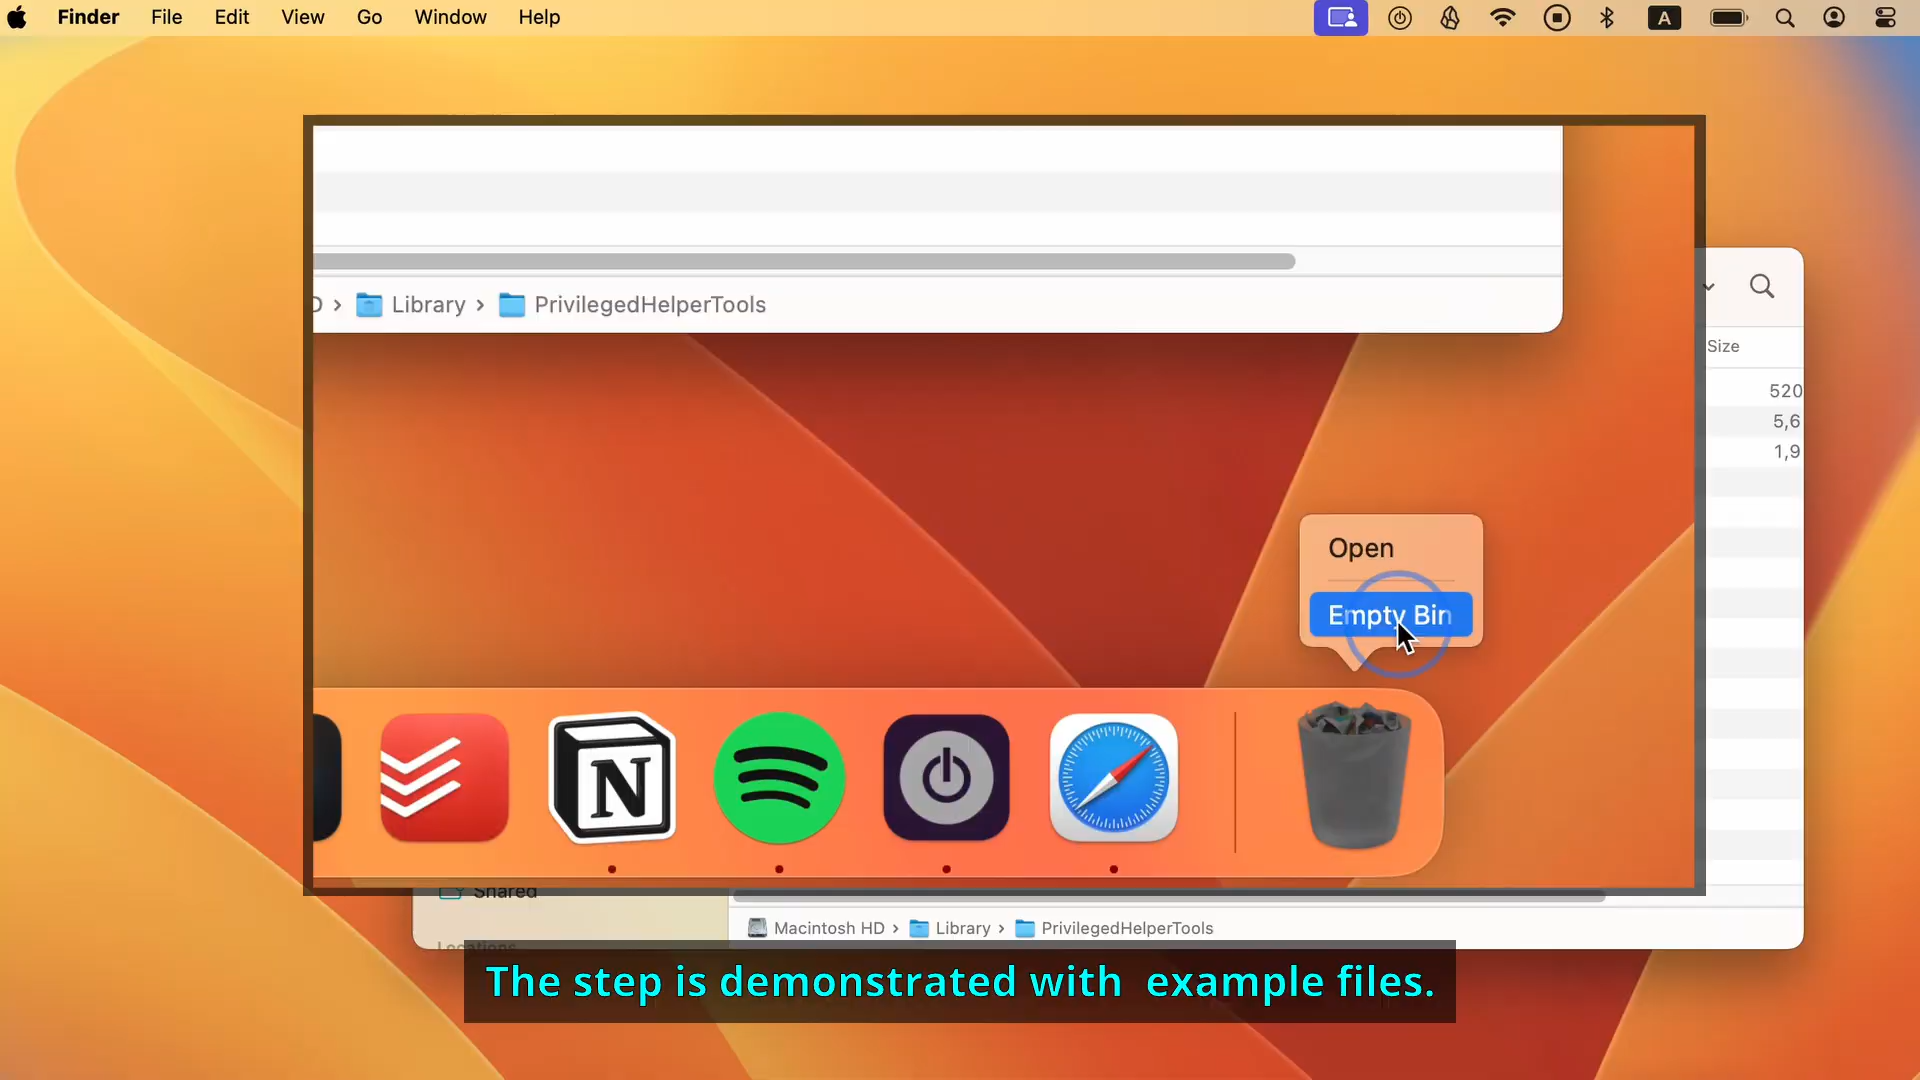 Finder File Edit View Go Window Help
A
D › Library › PrivilegedHelperTools
Size
520
5,6
1,9
Open
Empty Bin
N
Shared
Locations
Macintosh HD › Library › PrivilegedHelperTools
The step is demonstrated with example files.